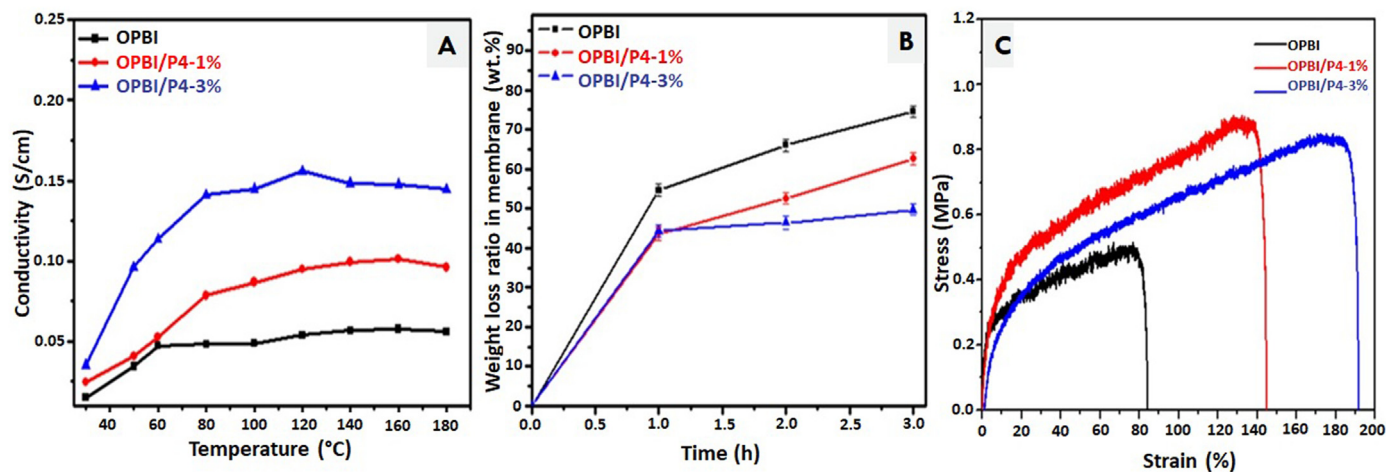 A
OPBI
OPBI/P4-1%
OPBI/P4-3%
Conductivity (S/cm)
0.25
0.20
0.15
0.10
0.05
40 60 80 100 120 140 160 180
Temperature (°C)
B
OPBI
OPBI/P4-1%
OPBI/P4-3%
Weight loss ratio in membrane (wt.%)
90
80
70
60
50
40
30
20
10
0
0.0 0.5 1.0 1.5 2.0 2.5 3.0
Time (h)
C
OPBI
OPBI/P4-1%
OPBI/P4-3%
Stress (MPa)
1.2
1.0
0.8
0.6
0.4
0.2
0.0
0 20 40 60 80 100 120 140 160 180 200
Strain (%)